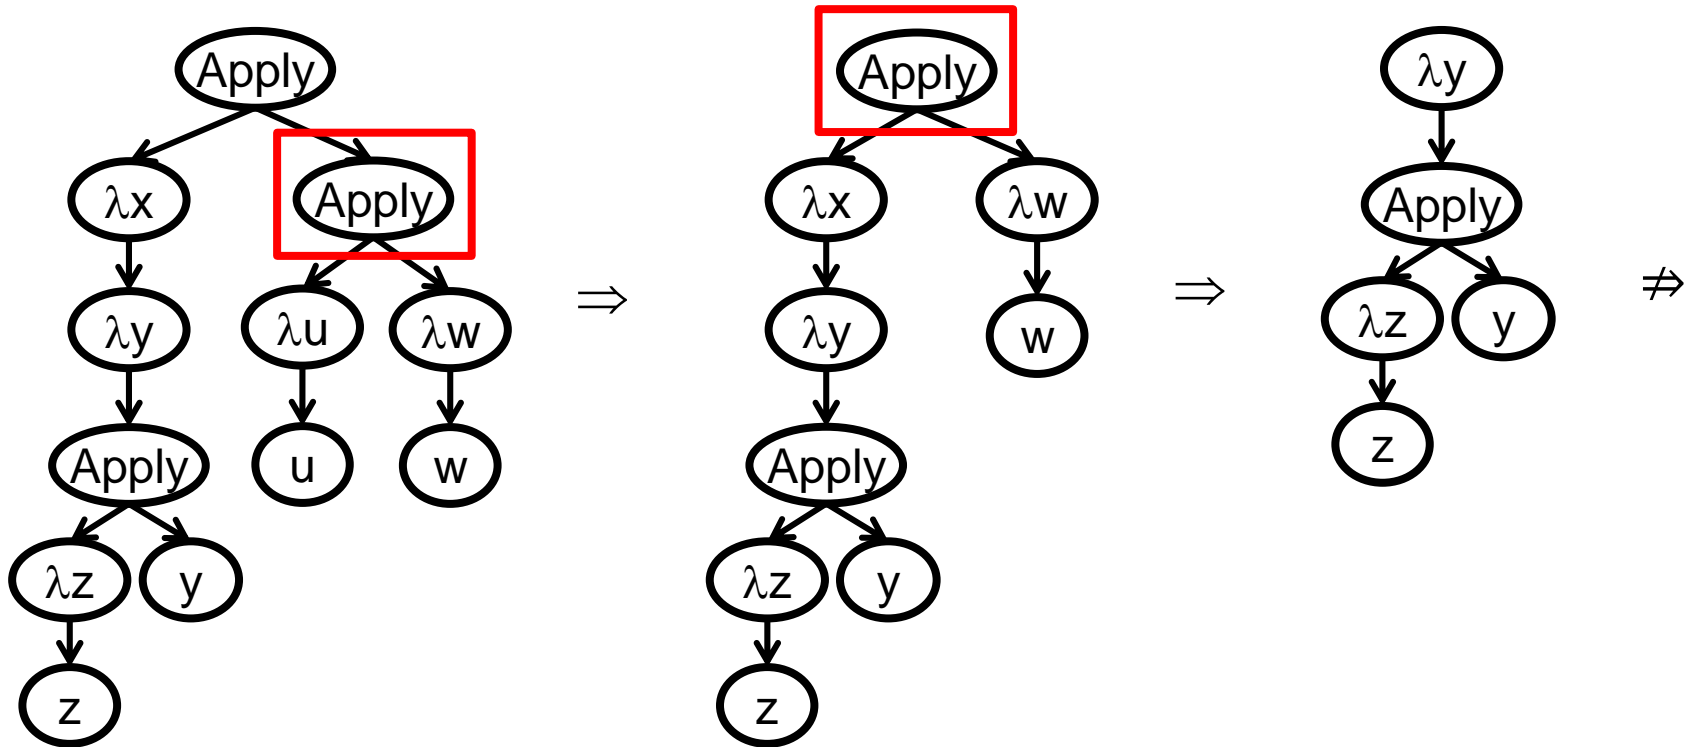 Apply Apply λy
λx Apply λx λw Apply
λy λu λw ⇒ λy w ⇒ λz y ⇏
Apply u w Apply z
λz y λz y
z z